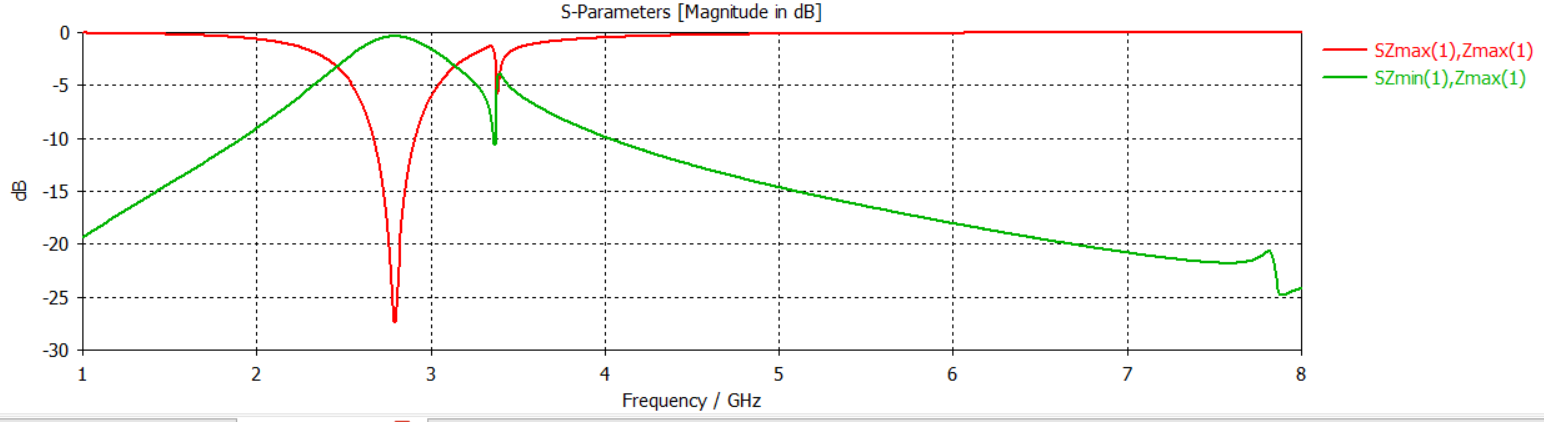 S-Parameters [Magnitude in dB]
0
-5
-10
-15
-20
-25
-30
dB
1 2 3 4 5 6 7 8
Frequency / GHz
SZmax(1),Zmax(1)
SZmin(1),Zmax(1)